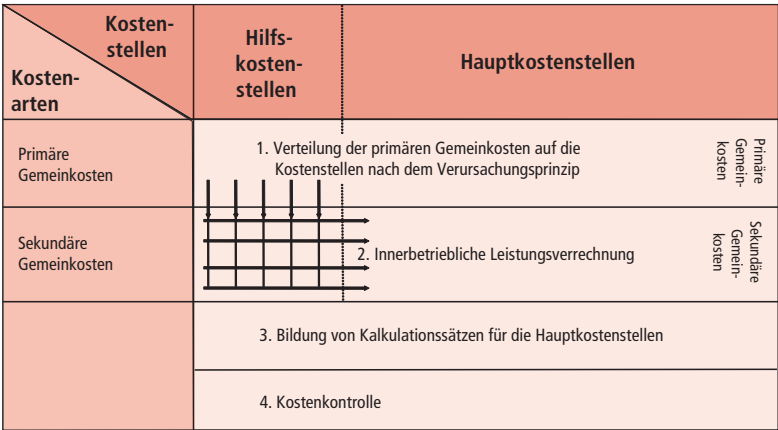 Kosten-
stellen
Kosten-
arten
Hilfs-
kosten-
stellen
Hauptkostenstellen
Primäre
Gemeinkosten
1. Verteilung der primären Gemeinkosten auf die
Kostenstellen nach dem Verursachungsprinzip
Primäre
Gemein-
kosten
Sekundäre
Gemeinkosten
2. Innerbetriebliche Leistungsverrechnung
Sekundäre
Gemein-
kosten
3. Bildung von Kalkulationssätzen für die Hauptkostenstellen
4. Kostenkontrolle